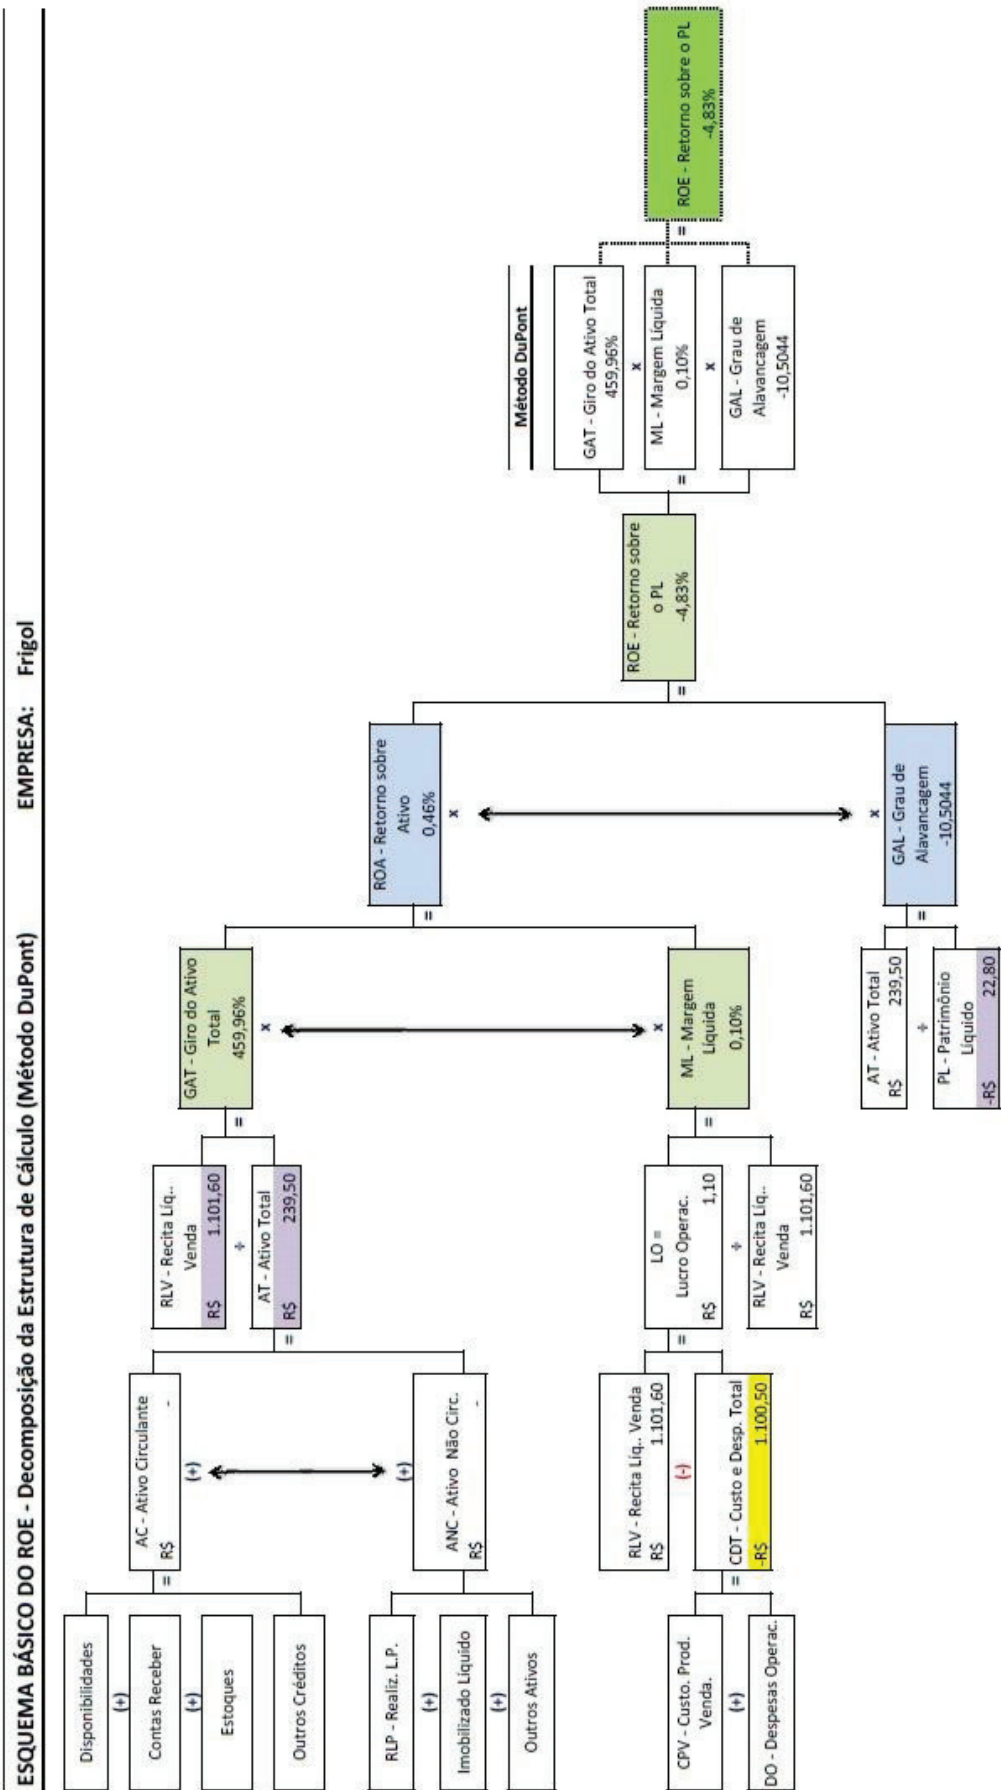 ESQUEMA BÁSICO DO ROE - Decomposição da Estrutura de Cálculo (Método DuPont) EMPRESA: Frigol
Disponibilidades
(+)
Contas Receber
(+)
Estoques
Outros Créditos
=
AC - Ativo Circulante
R$ -
(+)
RLP - Realiz. L.P.
(+)
Imobilizado Líquido
(+)
Outros Ativos
=
(+)
ANC - Ativo Não Circ.
R$ -
=
RLV - Recita Líq..
Venda
R$ 1.101,60
÷
AT - Ativo Total
R$ 239,50
=
GAT - Giro do Ativo
Total
459,96%
x
CPV - Custo. Prod.
Venda.
(+)
DO - Despesas Operac.
=
RLV - Recita Líq.. Venda
R$ 1.101,60
(-)
CDT - Custo e Desp. Total
-R$ 1.100,50
=
LO =
Lucro Operac.
R$ 1,10
÷
RLV - Recita Líq..
Venda
R$ 1.101,60
=
x
ML - Margem
Líquida
0,10%
=
ROA - Retorno sobre
Ativo
0,46%
x
AT - Ativo Total
R$ 239,50
÷
PL - Patrimônio
Líquido
-R$ 22,80
=
x
GAL - Grau de
Alavancagem
-10,5044
=
ROE - Retorno sobre
o PL
-4,83%
=
Método DuPont
GAT - Giro do Ativo Total
459,96%
x
ML - Margem Líquida
0,10%
x
GAL - Grau de
Alavancagem
-10,5044
=
ROE - Retorno sobre o PL
-4,83%